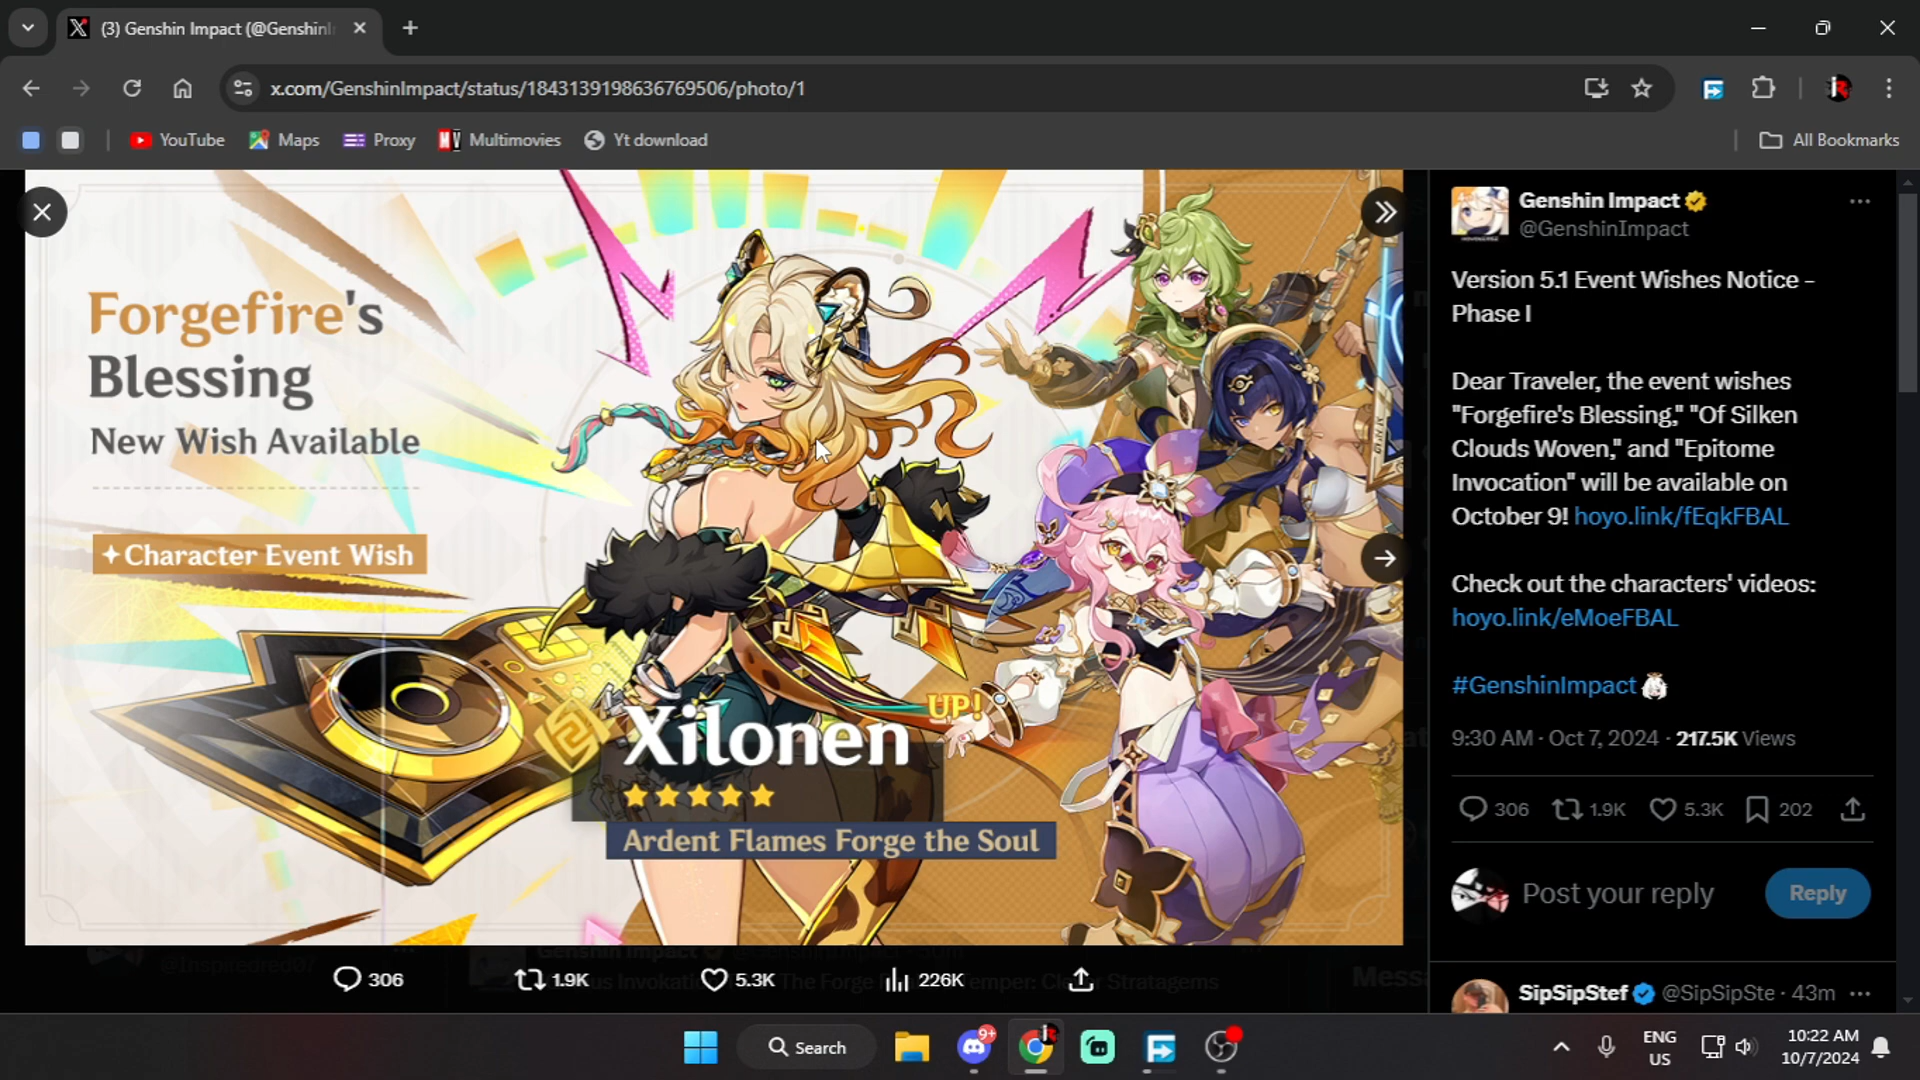 (3) Genshin Impact (@Genshin
x.com/GenshinImpact/status/1843139198636769506/photo/1
YouTube
Maps
Proxy
Multimovies
Yt download
All Bookmarks
Forgefire's
Blessing
New Wish Available
Character Event Wish
UP!
Xilonen
Ardent Flames Forge the Soul
306
1.9K
5.3K
226K
Genshin Impact
@GenshinImpact
Version 5.1 Event Wishes Notice –
Phase I
Dear Traveler, the event wishes
"Forgefire's Blessing," "Of Silken
Clouds Woven," and "Epitome
Invocation" will be available on
October 9! hoyo.link/fEqkFBAL
Check out the characters' videos:
hoyo.link/eMoeFBAL
#GenshinImpact
9:30 AM · Oct 7, 2024 · 217.5K Views
306
1.9K
5.3K
202
Post your reply
Reply
SipSipStef @SipSipSte · 43m
Search
9+
ENG
US
10:22 AM
10/7/2024